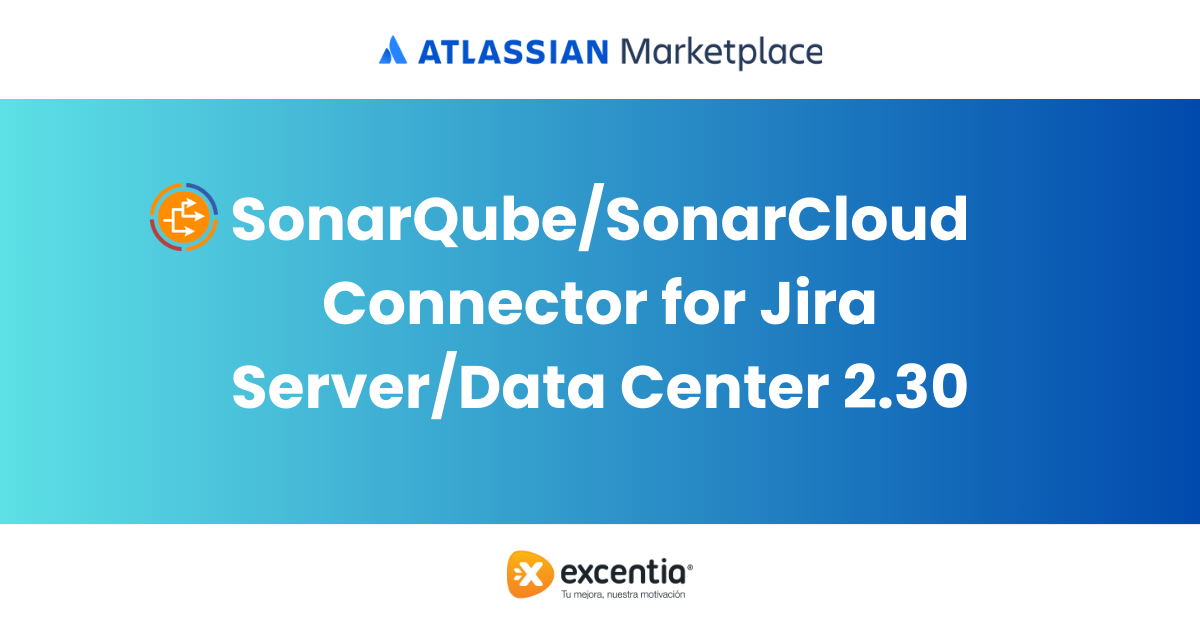 ATLASSIAN Marketplace
SonarQube/SonarCloud
Connector for Jira
Server/Data Center 2.30
excentia®
Tu mejora, nuestra motivación